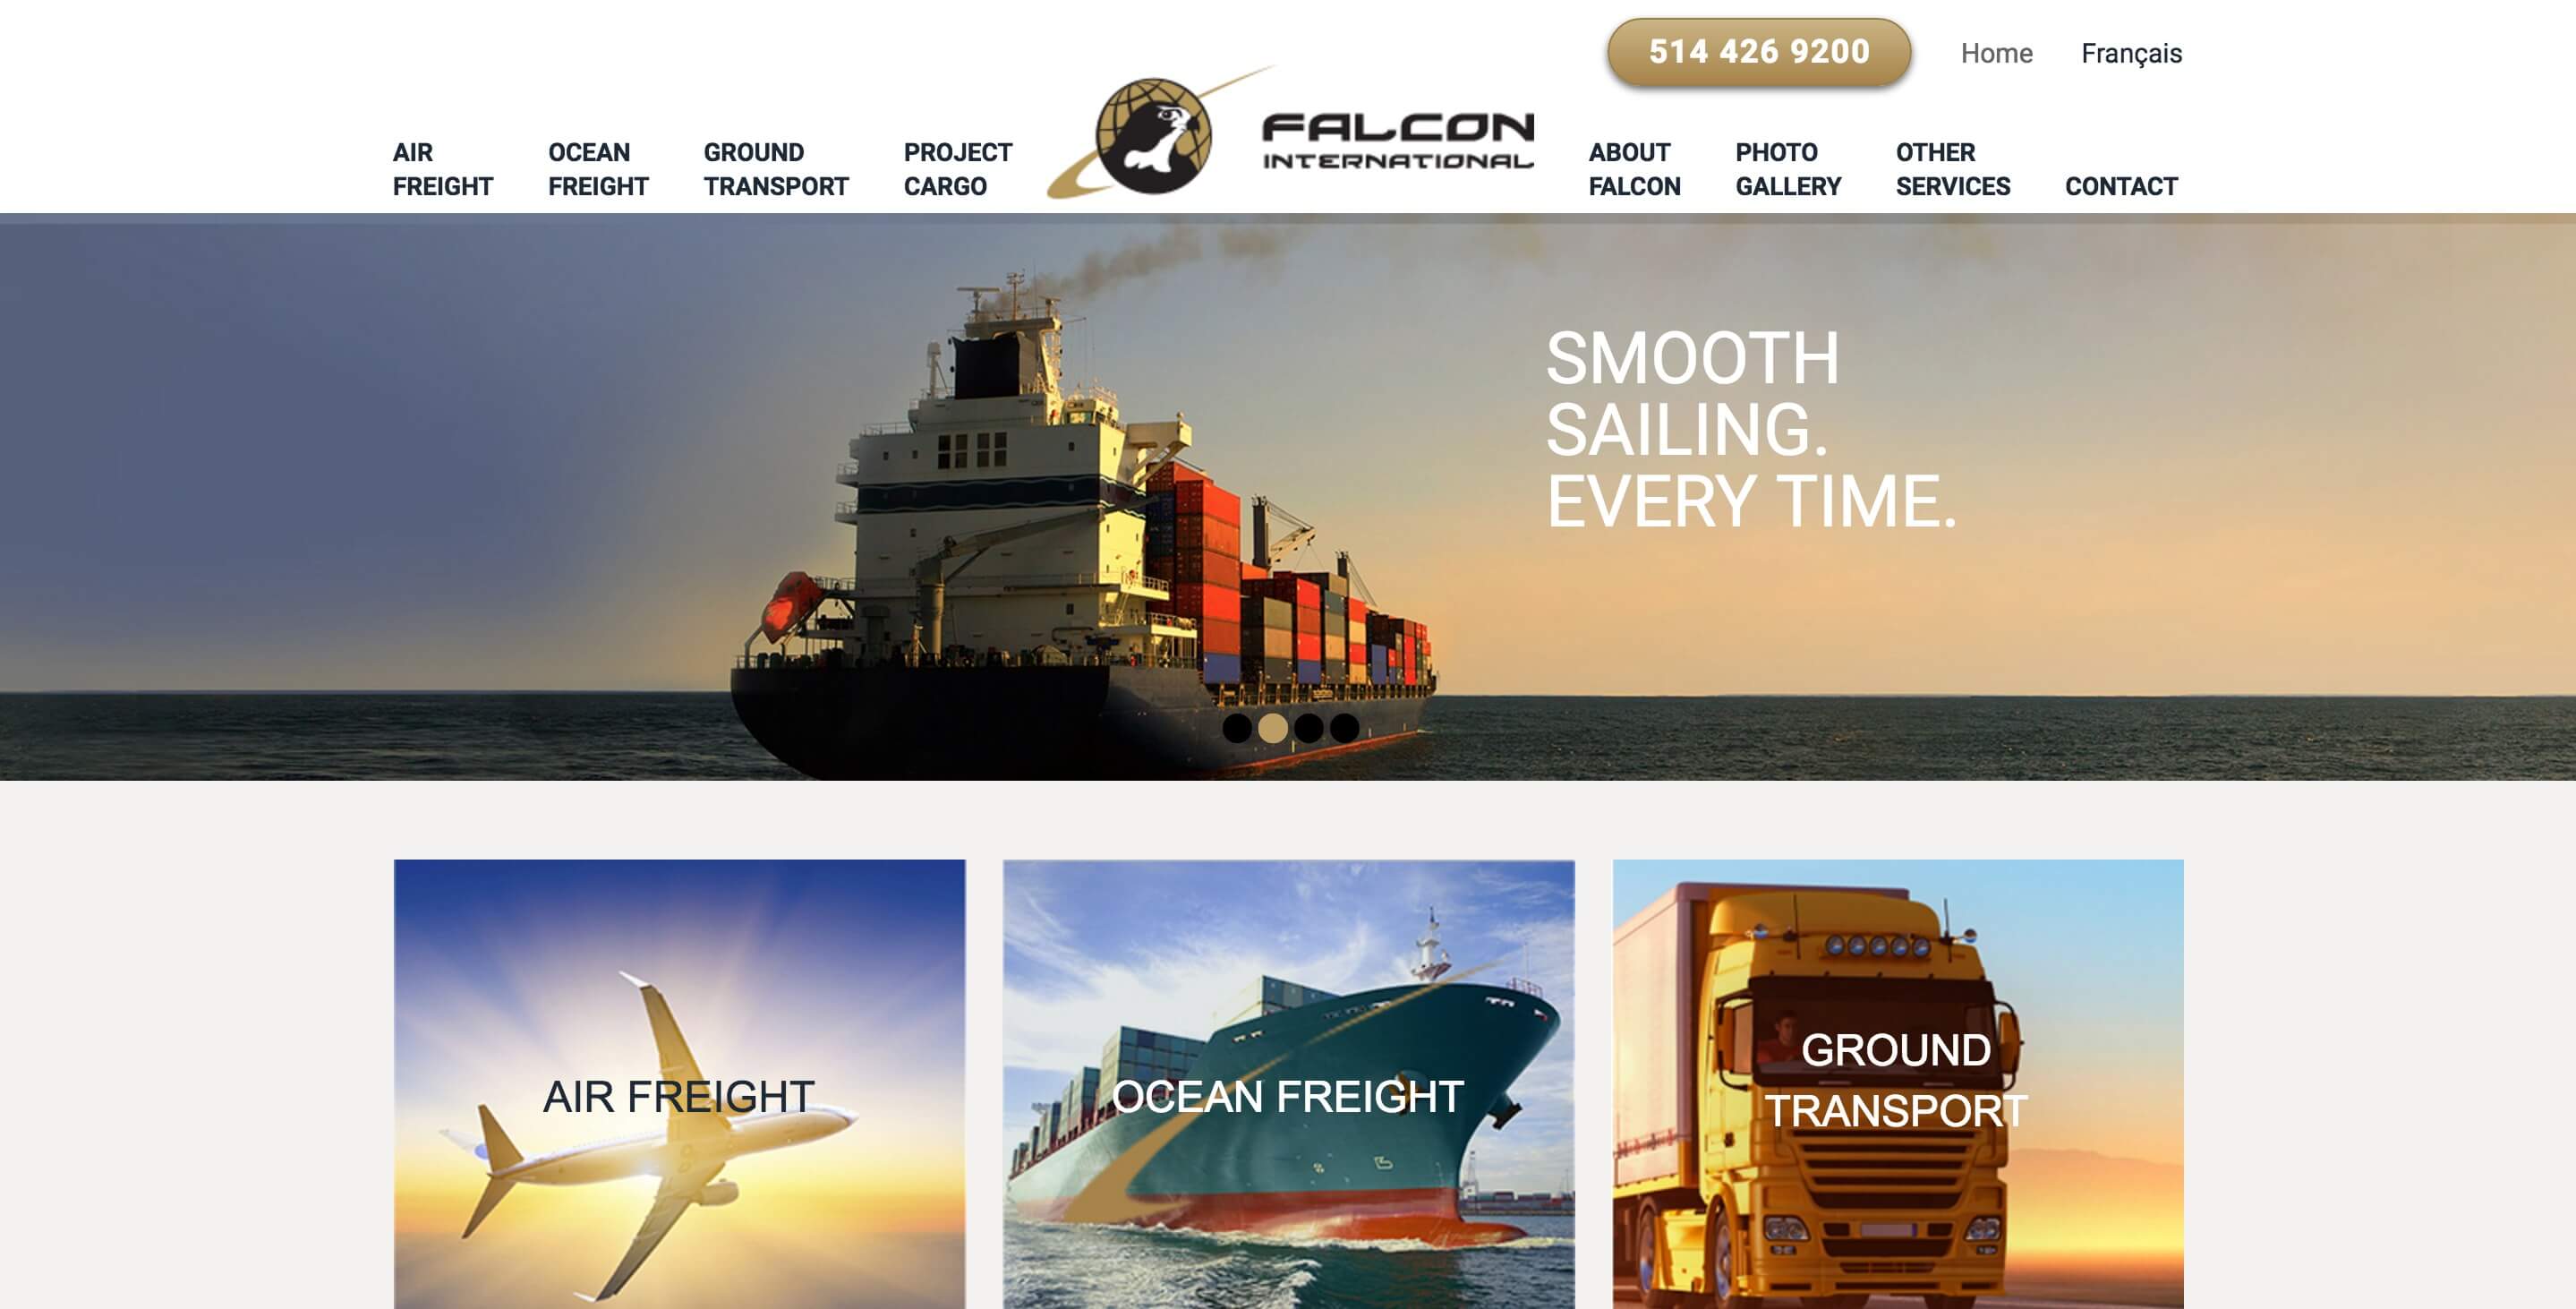 514 426 9200
Home
Français
AIR
FREIGHT
OCEAN
FREIGHT
GROUND
TRANSPORT
PROJECT
CARGO
FALCON
INTERNATIONAL
ABOUT
FALCON
PHOTO
GALLERY
OTHER
SERVICES
CONTACT
SMOOTH
SAILING.
EVERY TIME.
AIR FREIGHT
OCEAN FREIGHT
GROUND
TRANSPORT